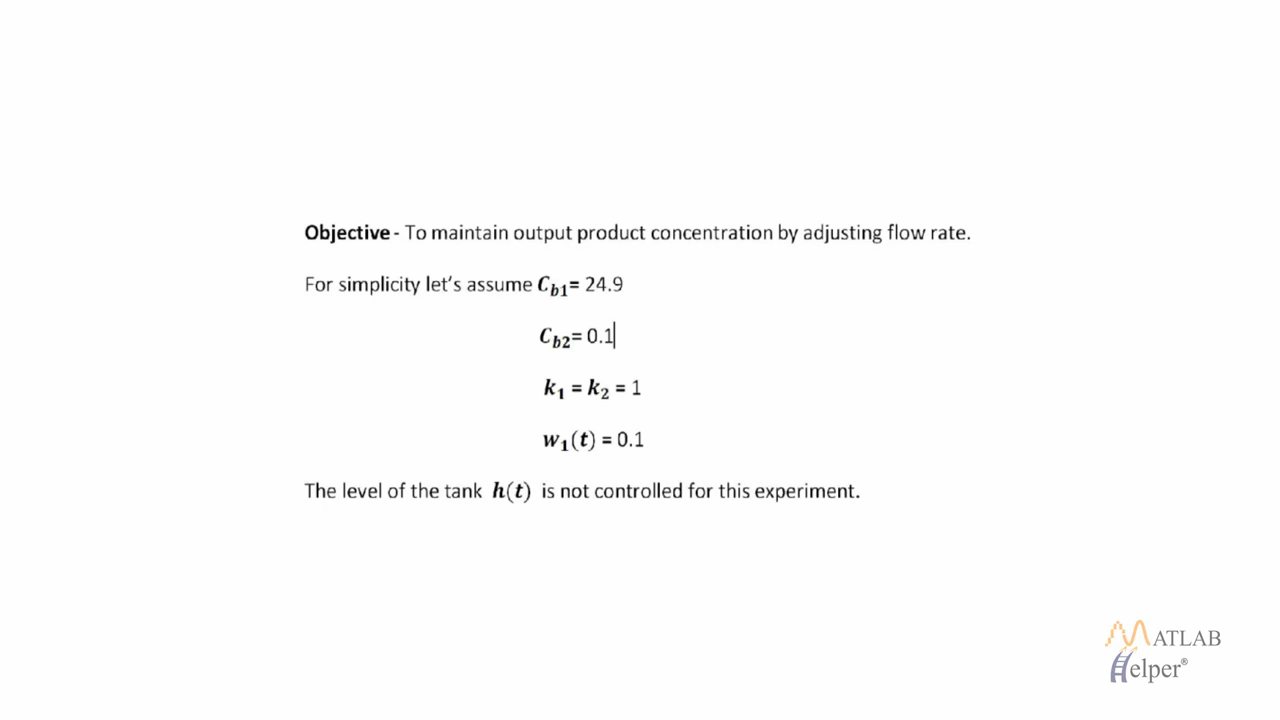 Objective - To maintain output product concentration by adjusting flow rate.
For simplicity let's assume C_b1= 24.9
C_b2= 0.1
k_1 = k_2 = 1
w_1(t) = 0.1
The level of the tank h(t) is not controlled for this experiment.
MATLAB
Helper®